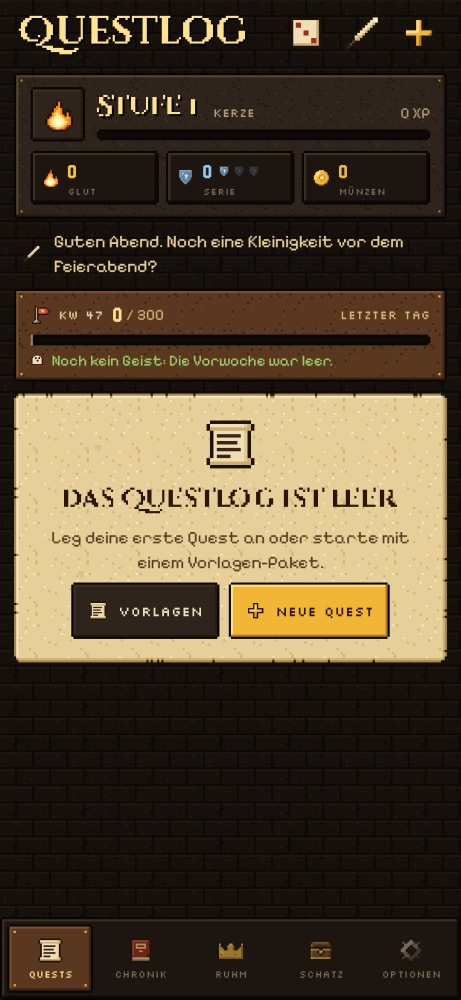 QUESTLOG
STUFE 1 KERZE 0 XP
0 GLUT
0 SERIE
0 MÜNZEN
Guten Abend. Noch eine Kleinigkeit vor dem
Feierabend?
KW 47 0 / 300 LETZTER TAG
Noch kein Geist: Die Vorwoche war leer.
DAS QUESTLOG IST LEER
Leg deine erste Quest an oder starte mit
einem Vorlagen-Paket.
VORLAGEN NEUE QUEST
QUESTS CHRONIK RUHM SCHATZ OPTIONEN